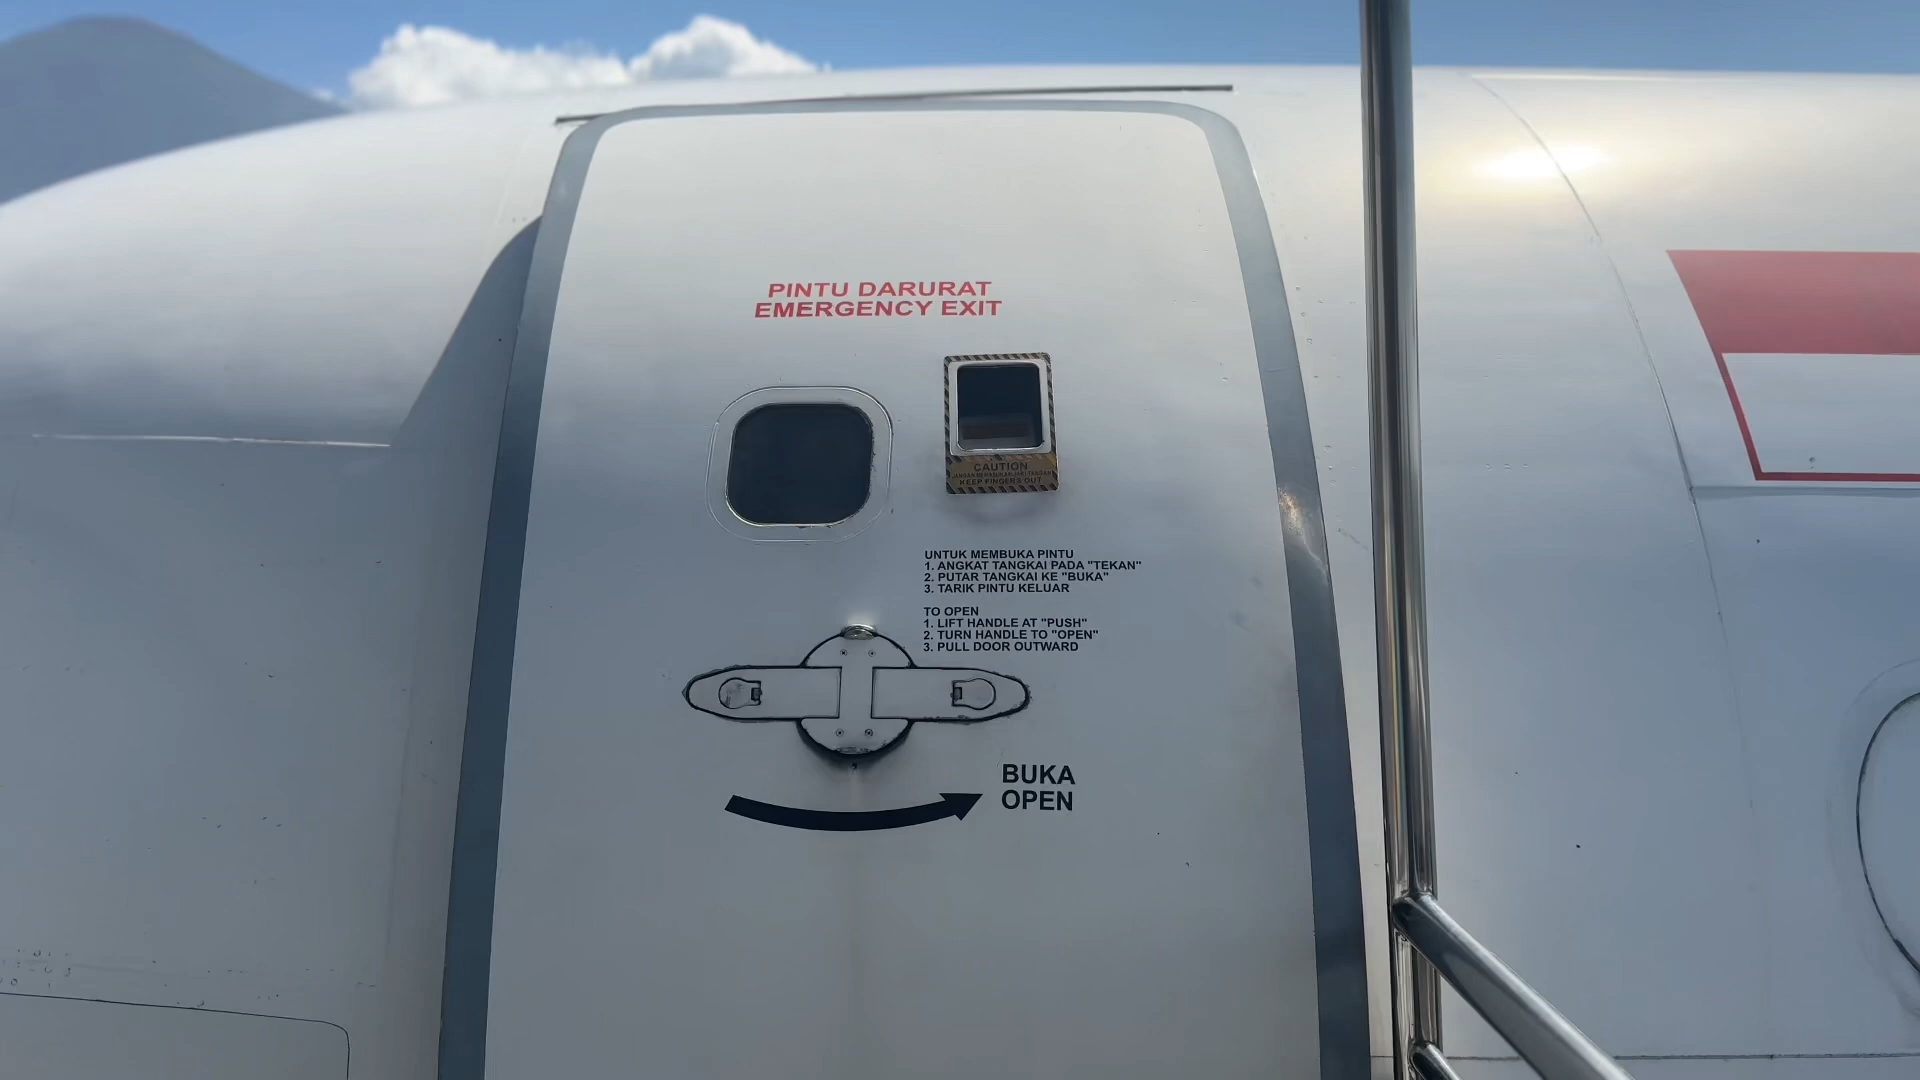 PINTU DARURAT
EMERGENCY EXIT
CAUTION
KEEP FINGERS OUT
UNTUK MEMBUKA PINTU
1. ANGKAT TANGKAI PADA "TEKAN"
2. PUTAR TANGKAI KE "BUKA"
3. TARIK PINTU KELUAR
TO OPEN
1. LIFT HANDLE AT "PUSH"
2. TURN HANDLE TO "OPEN"
3. PULL DOOR OUTWARD
BUKA
OPEN